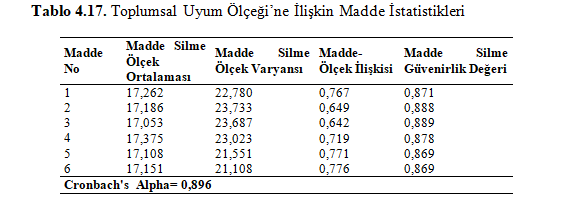 Tablo 4.17. Toplumsal Uyum Ölçeği’ne İlişkin Madde İstatistikleri
Madde No Madde Silme Ölçek Ortalaması Madde Silme Ölçek Varyansı Madde-Ölçek İlişkisi Madde Silme Güvenirlik Değeri
1 17,262 22,780 0,767 0,871
2 17,186 23,733 0,649 0,888
3 17,053 23,687 0,642 0,889
4 17,375 23,023 0,719 0,878
5 17,108 21,551 0,771 0,869
6 17,151 21,108 0,776 0,869
Cronbach's Alpha= 0,896